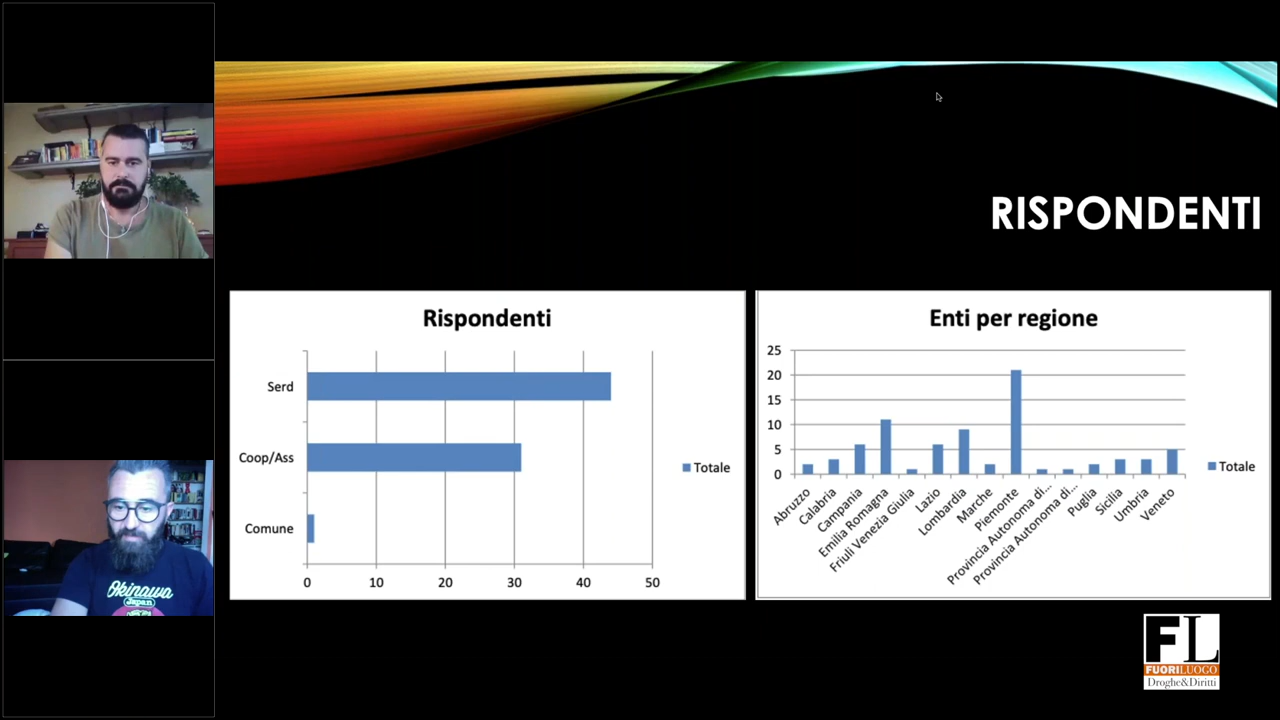 RISPONDENTI
Rispondenti
Serd
Coop/Ass
Comune
0 10 20 30 40 50
Totale
Enti per regione
25
20
15
10
5
0
Abruzzo
Calabria
Campania
Emilia Romagna
Friuli Venezia Giulia
Lazio
Lombardia
Marche
Piemonte
Provincia Autonoma di...
Provincia Autonoma di...
Puglia
Sicilia
Umbria
Veneto
Totale
Okinawa
Japan
FL
FUORILUOGO
Droghe&Diritti